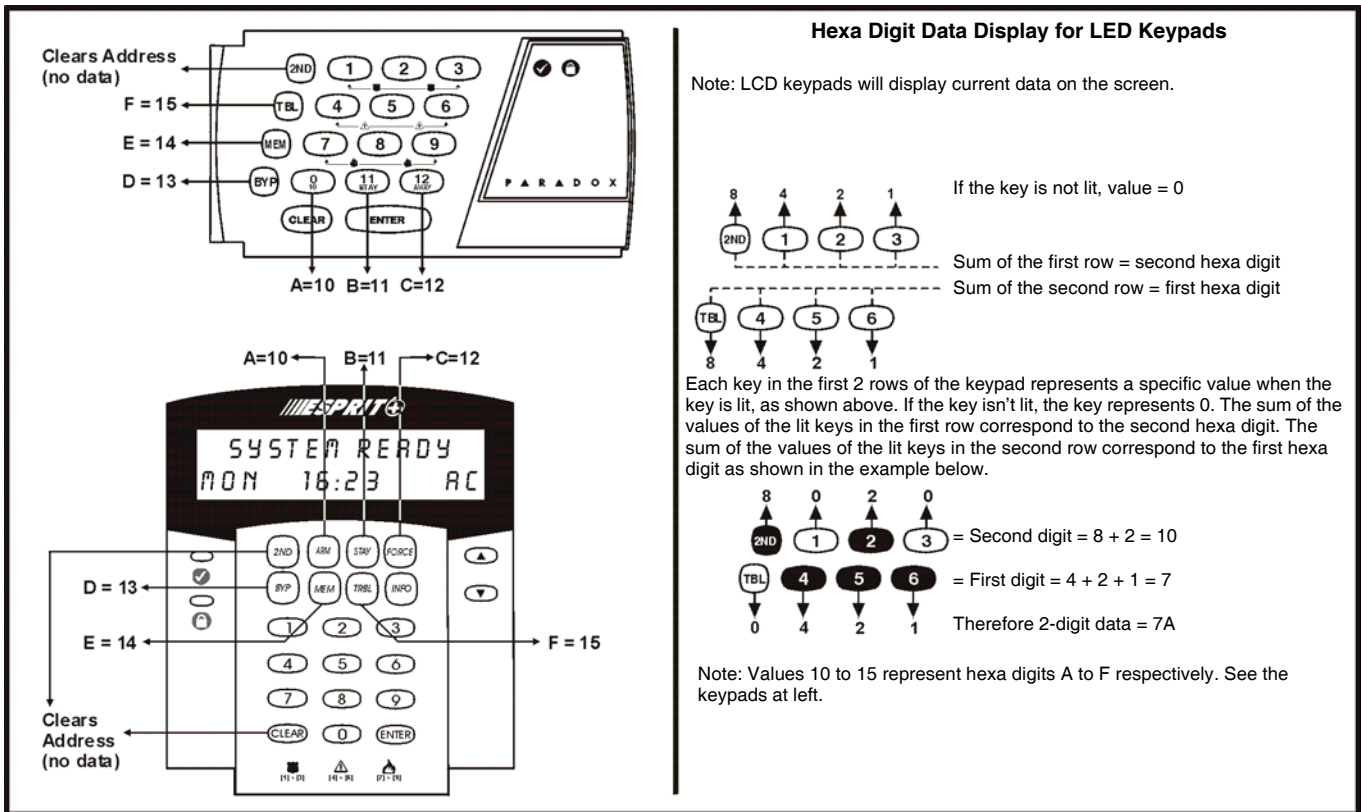 Clears Address
(no data)
F = 15
E = 14
D = 13
2ND 1 2 3
TBL 4 5 6
MEM 7 8 9
BYP 0 11 12
10 STAY AWAY
CLEAR ENTER
PARADOX
A=10 B=11 C=12
A=10 B=11 C=12
ESPRIT
SYSTEM READY
MON 16:23 AC
2ND ARM STAY FORCE
BYP MEM TRBL INFO
D = 13
1 2 3
E = 14
F = 15
4 5 6
7 8 9
Clears
Address
(no data)
CLEAR 0 ENTER
[1] + [3] [4] + [6] [7] + [9]
Hexa Digit Data Display for LED Keypads
Note: LCD keypads will display current data on the screen.
8 4 2 1
If the key is not lit, value = 0
2ND 1 2 3
Sum of the first row = second hexa digit
Sum of the second row = first hexa digit
TBL 4 5 6
8 4 2 1
Each key in the first 2 rows of the keypad represents a specific value when the
key is lit, as shown above. If the key isn't lit, the key represents 0. The sum of the
values of the lit keys in the first row correspond to the second hexa digit. The
sum of the values of the lit keys in the second row correspond to the first hexa
digit as shown in the example below.
8 0 2 0
2ND 1 2 3 = Second digit = 8 + 2 = 10
TBL 4 5 6 = First digit = 4 + 2 + 1 = 7
0 4 2 1
Therefore 2-digit data = 7A
Note: Values 10 to 15 represent hexa digits A to F respectively. See the
keypads at left.